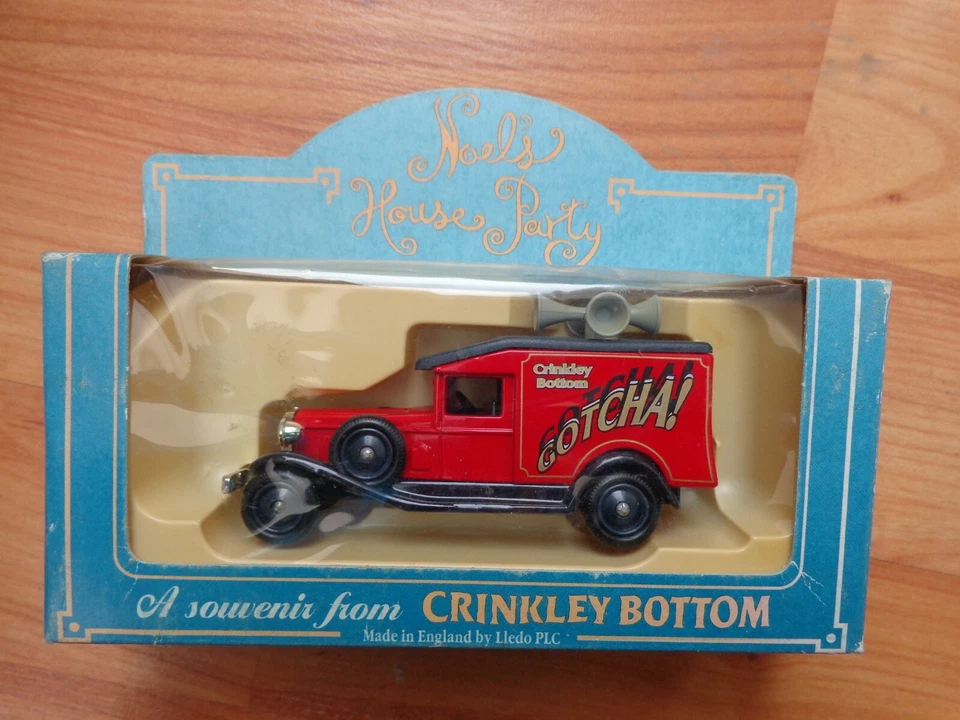 Noel's
House Party
Crinkley
Bottom
GOTCHA!
A souvenir from CRINKLEY BOTTOM
Made in England by Lledo PLC